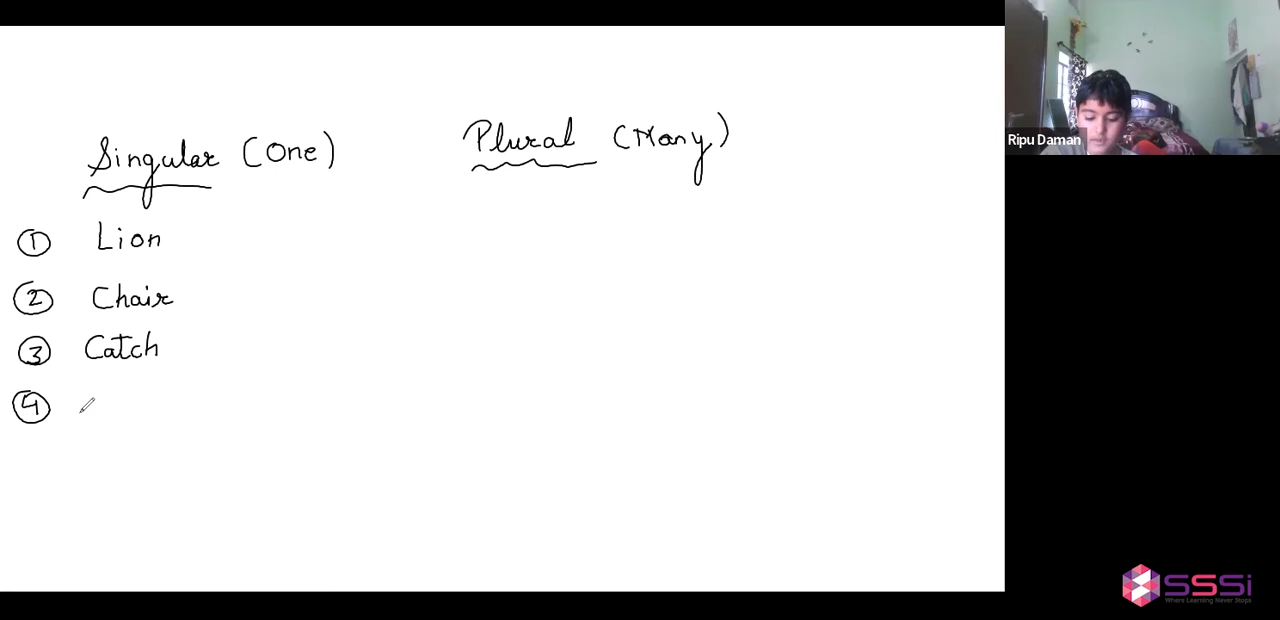 Singular (One) Plural (Many)
① Lion
② Chair
③ Catch
④
Ripu Daman
SSSi
Where Learning Never Stops